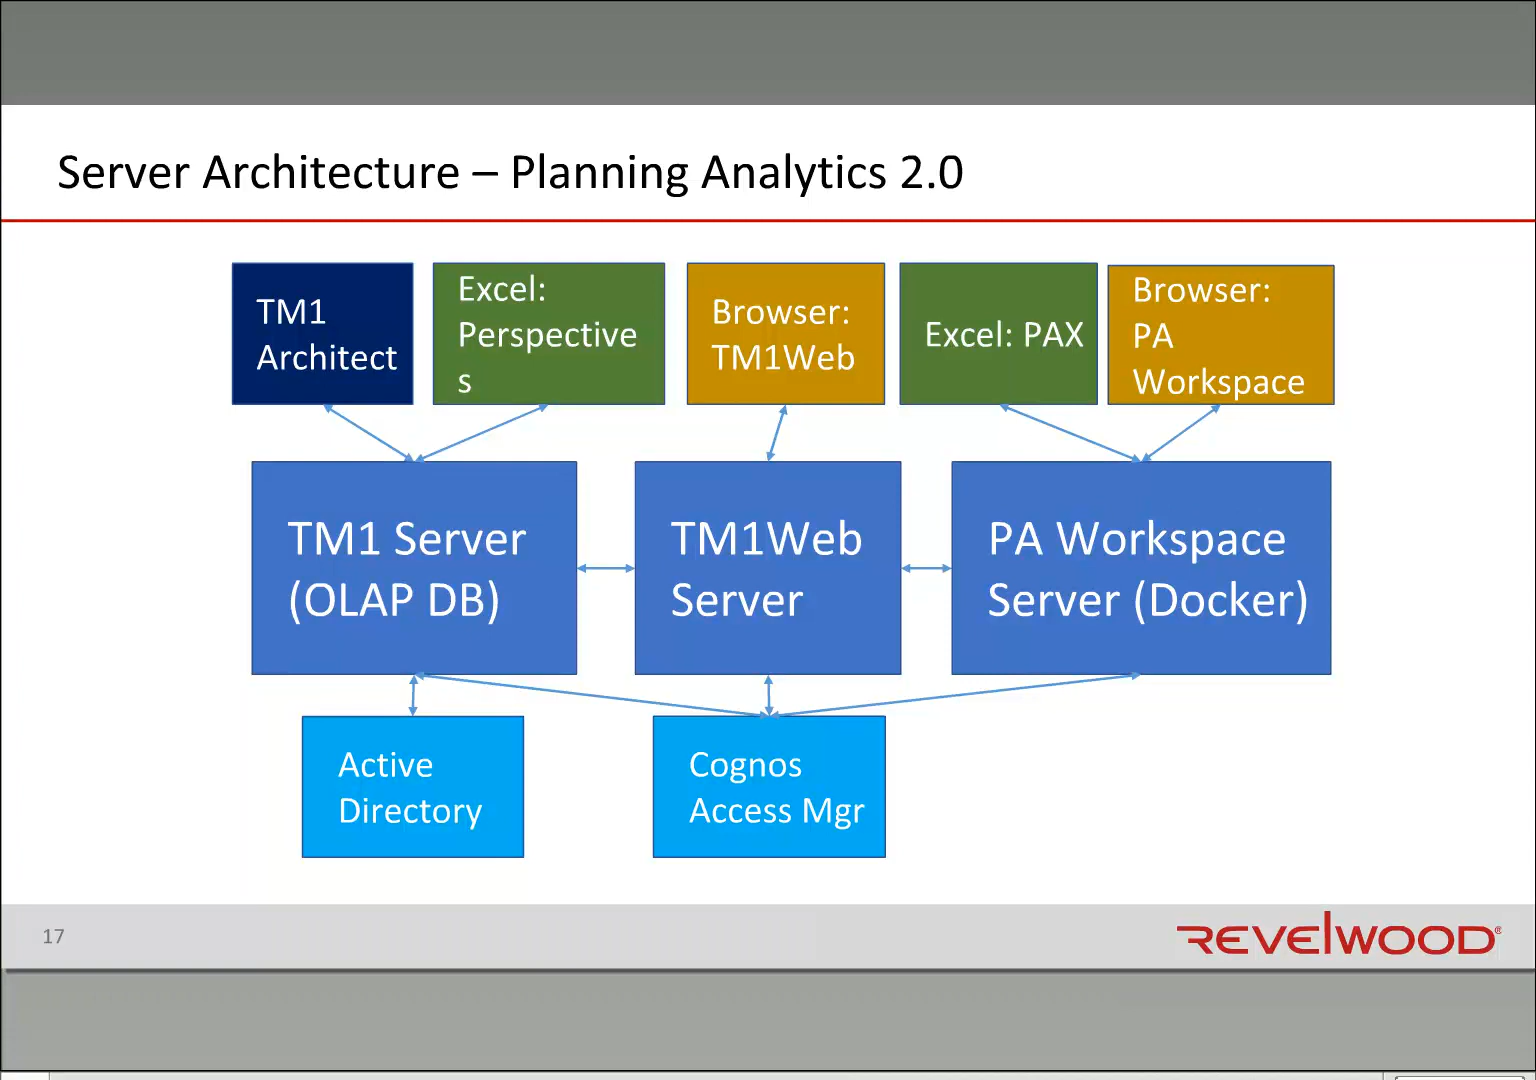 Server Architecture – Planning Analytics 2.0
TM1
Architect
Excel:
Perspective
s
Browser:
TM1Web
Excel: PAX
Browser:
PA
Workspace
TM1 Server
(OLAP DB)
TM1Web
Server
PA Workspace
Server (Docker)
Active
Directory
Cognos
Access Mgr
17
REVELWOOD®